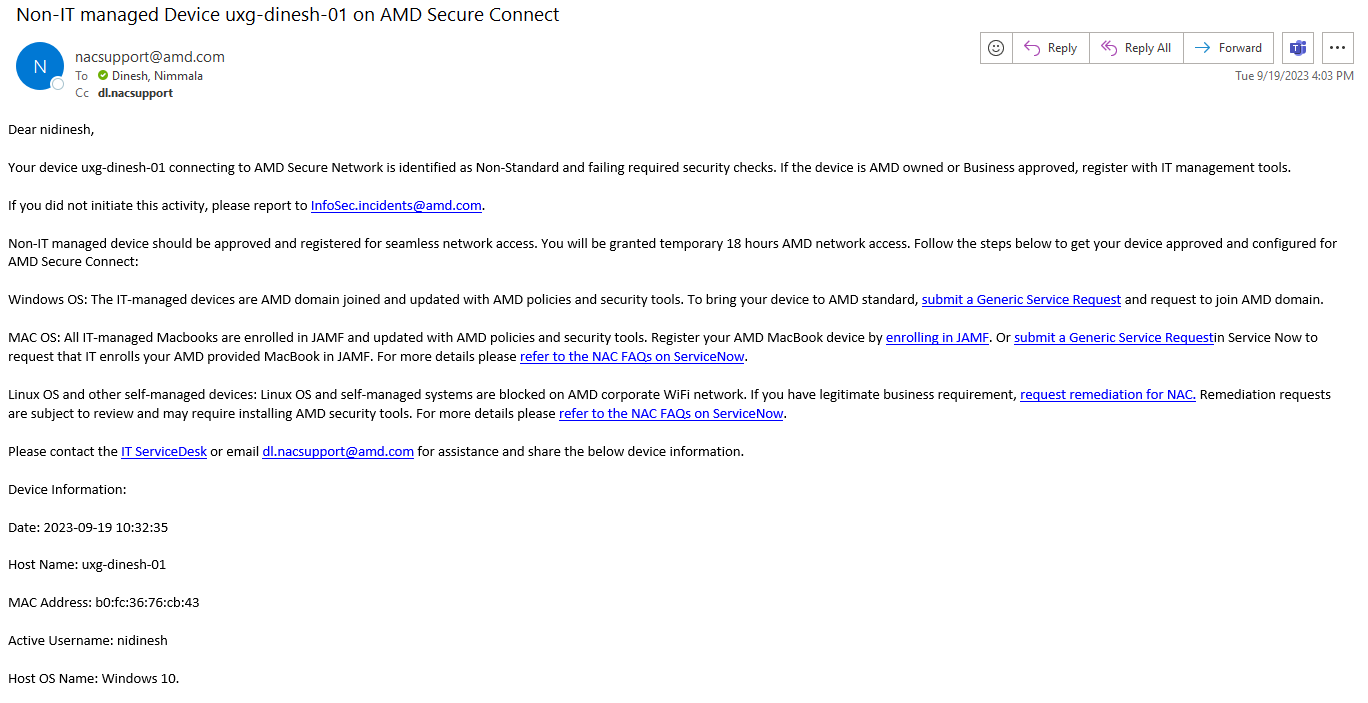 Non-IT managed Device uxg-dinesh-01 on AMD Secure Connect
N
nacsupport@amd.com
To Dinesh, Nimmala
Cc dl.nacsupport
Reply
Reply All
Forward
Tue 9/19/2023 4:03 PM
Dear nidinesh,
Your device uxg-dinesh-01 connecting to AMD Secure Network is identified as Non-Standard and failing required security checks. If the device is AMD owned or Business approved, register with IT management tools.
If you did not initiate this activity, please report to InfoSec.incidents@amd.com.
Non-IT managed device should be approved and registered for seamless network access. You will be granted temporary 18 hours AMD network access. Follow the steps below to get your device approved and configured for
AMD Secure Connect:
Windows OS: The IT-managed devices are AMD domain joined and updated with AMD policies and security tools. To bring your device to AMD standard, submit a Generic Service Request and request to join AMD domain.
MAC OS: All IT-managed Macbooks are enrolled in JAMF and updated with AMD policies and security tools. Register your AMD MacBook device by enrolling in JAMF. Or submit a Generic Service Requestin Service Now to
request that IT enrolls your AMD provided MacBook in JAMF. For more details please refer to the NAC FAQs on ServiceNow.
Linux OS and other self-managed devices: Linux OS and self-managed systems are blocked on AMD corporate WiFi network. If you have legitimate business requirement, request remediation for NAC. Remediation requests
are subject to review and may require installing AMD security tools. For more details please refer to the NAC FAQs on ServiceNow.
Please contact the IT ServiceDesk or email dl.nacsupport@amd.com for assistance and share the below device information.
Device Information:
Date: 2023-09-19 10:32:35
Host Name: uxg-dinesh-01
MAC Address: b0:fc:36:76:cb:43
Active Username: nidinesh
Host OS Name: Windows 10.